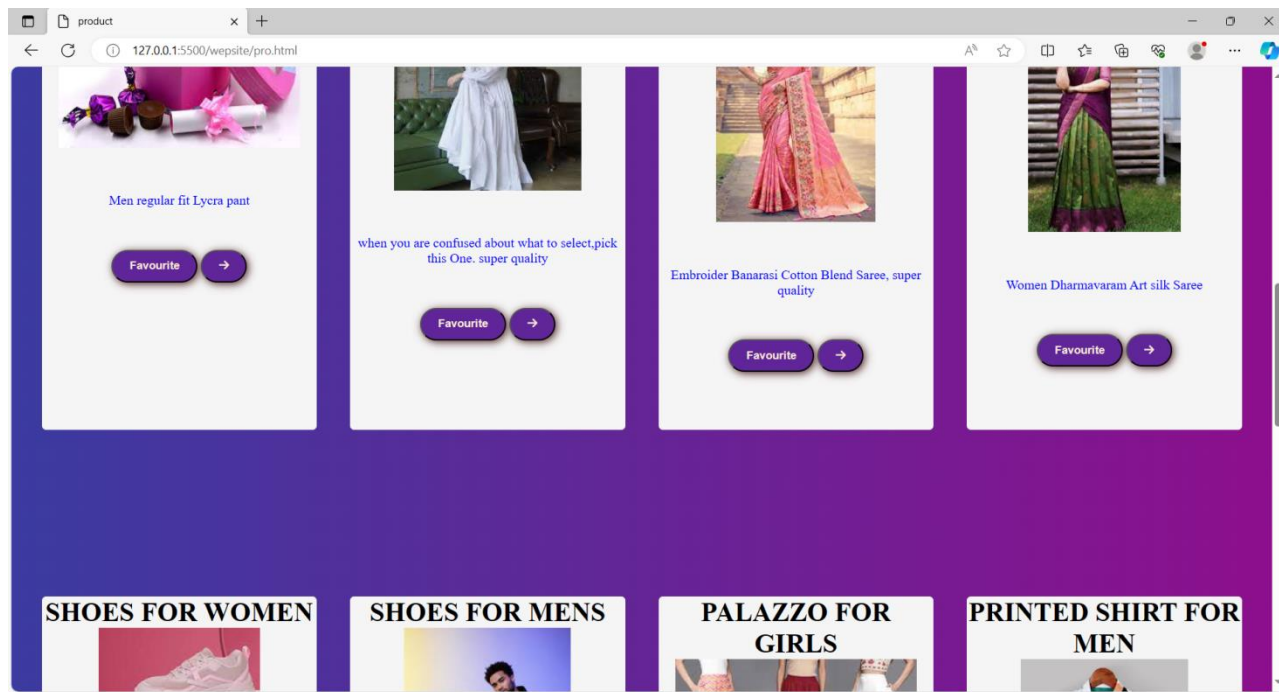 product
127.0.0.1:5500/wepsite/pro.html
Men regular fit Lycra pant
Favourite →
when you are confused about what to select,pick
this One. super quality
Favourite →
Embroider Banarasi Cotton Blend Saree, super
quality
Favourite →
Women Dharmavaram Art silk Saree
Favourite →
SHOES FOR WOMEN
SHOES FOR MENS
PALAZZO FOR
GIRLS
PRINTED SHIRT FOR
MEN